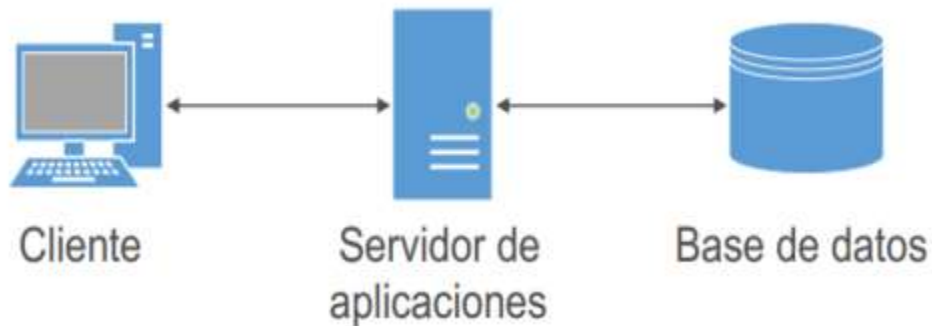 Cliente
Servidor de
aplicaciones
Base de datos